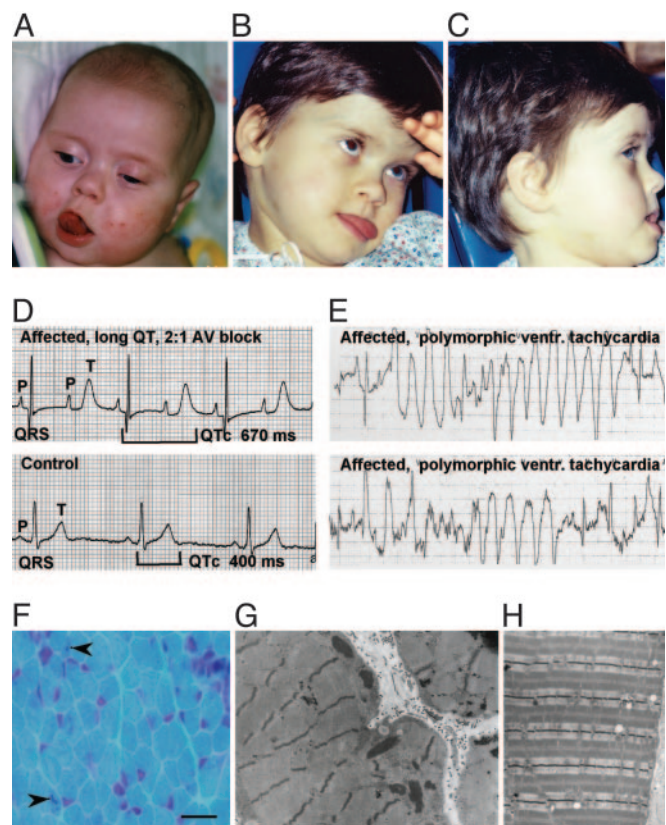 A
B
C
D
Affected, long QT, 2:1 AV block
P
P
T
QRS
QTc 670 ms
Control
P
T
QRS
QTc 400 ms
E
Affected, polymorphic ventr. tachycardia
Affected, polymorphic ventr. tachycardia
F
G
H